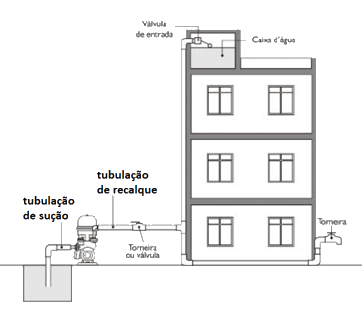 Válvula
de entrada
Caixa d'água
tubulação
de recalque
tubulação
de sução
Torneira
ou válvula
Torneira